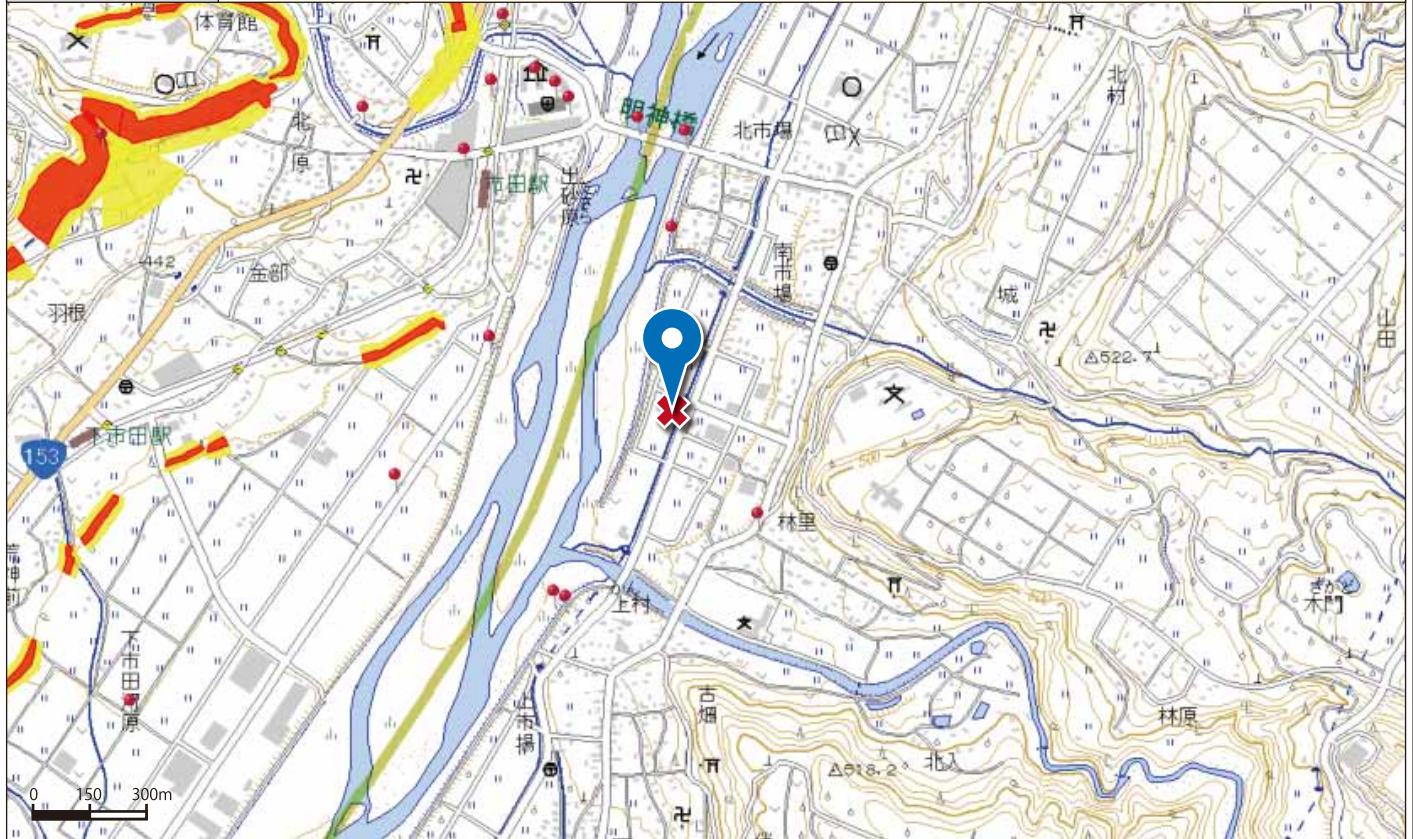 体育館
北村
明神橋
北市場
北原
市田駅
出砂原
南市場
442
金部
羽根
城
山田
522.7
下市田駅
153
500
林里
上村
木門
下市田河原
古畑
林原
上市場
518.2
北入
0 150 300m